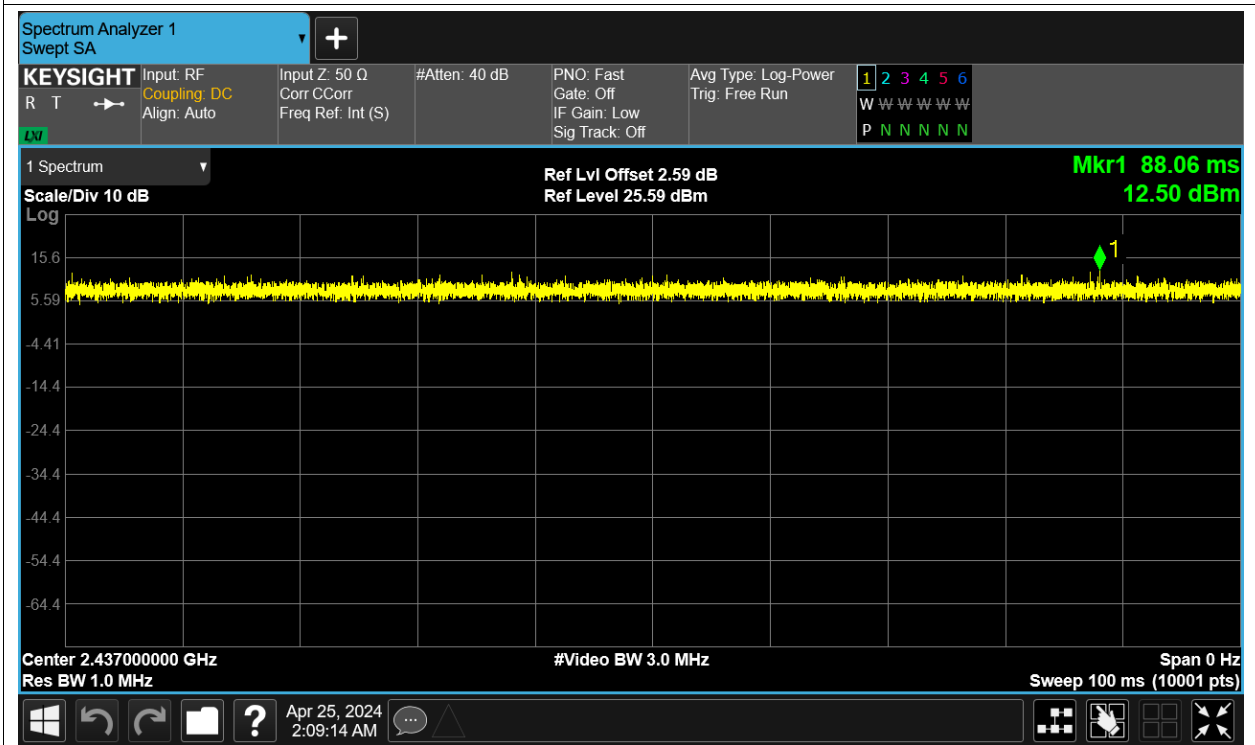 Spectrum Analyzer 1
Swept SA
KEYSIGHT
R T
LXI
Input: RF
Coupling: DC
Align: Auto
Input Z: 50 Ω
Corr CCorr
Freq Ref: Int (S)
#Atten: 40 dB
PNO: Fast
Gate: Off
IF Gain: Low
Sig Track: Off
Avg Type: Log-Power
Trig: Free Run
1 2 3 4 5 6
W W W W W W
P N N N N N
1 Spectrum
Scale/Div 10 dB
Log
Ref Lvl Offset 2.59 dB
Ref Level 25.59 dBm
Mkr1 88.06 ms
12.50 dBm
1
15.6
5.59
-4.41
-14.4
-24.4
-34.4
-44.4
-54.4
-64.4
Center 2.437000000 GHz
Res BW 1.0 MHz
#Video BW 3.0 MHz
Span 0 Hz
Sweep 100 ms (10001 pts)
?
Apr 25, 2024
2:09:14 AM